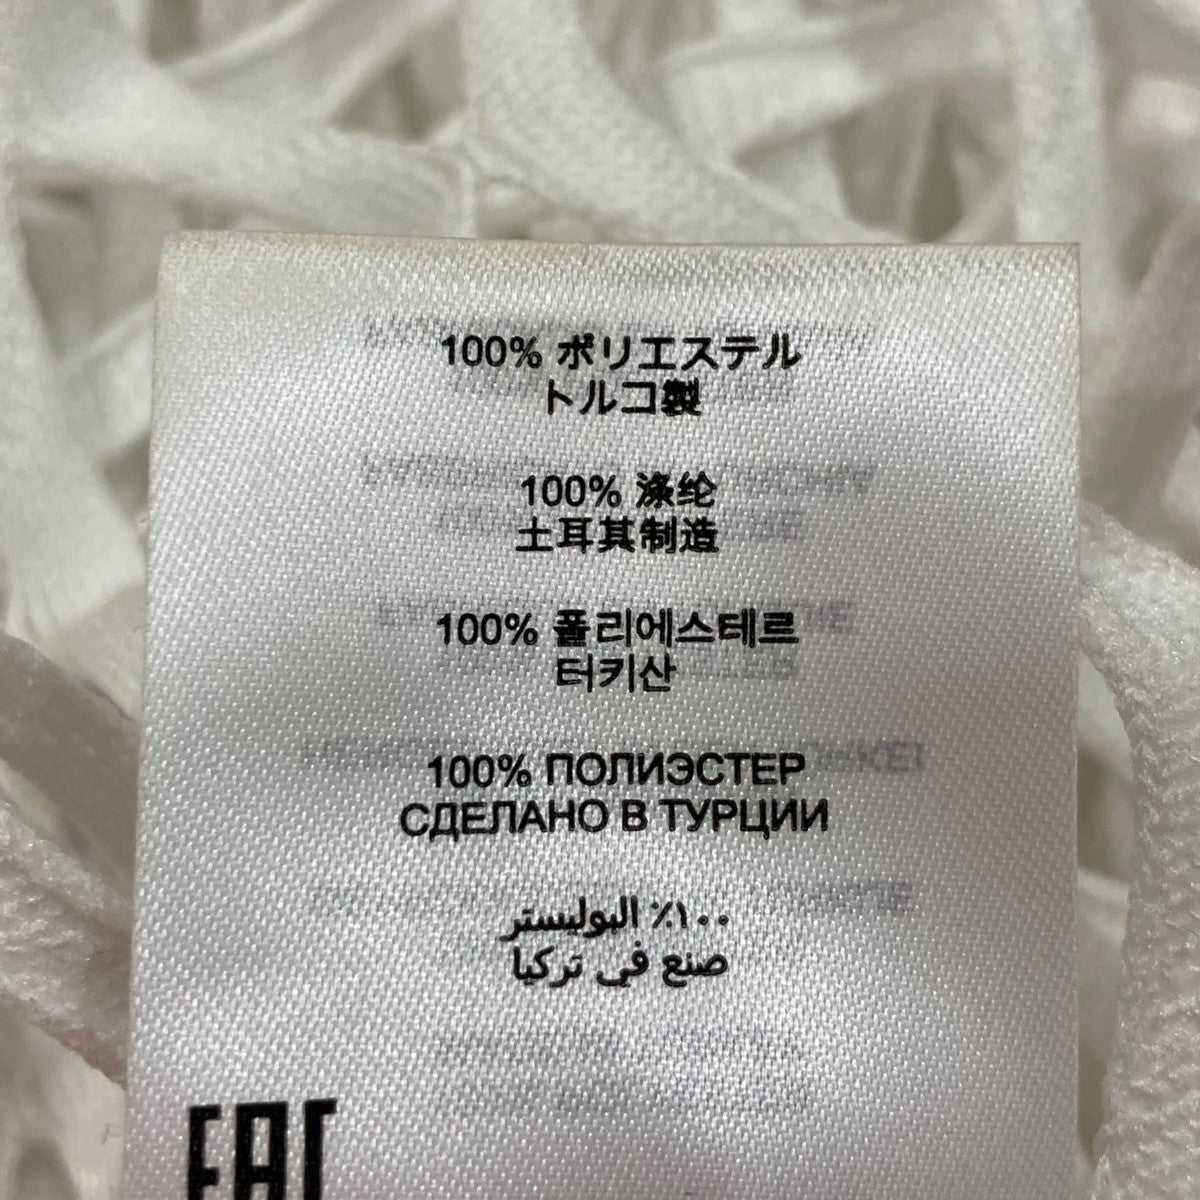 100% ポリエステル
トルコ製
100% 涤纶
土耳其制造
100% 폴리에스테르
터키산
100% ПОЛИЭСТЕР
СДЕЛАНО В ТУРЦИИ
١٠٠٪ البوليستر
صنع في تركيا
EAC